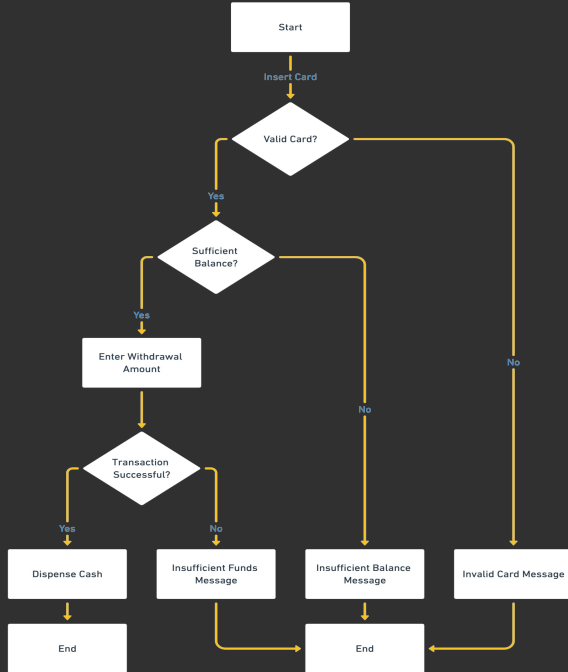 Start
Insert Card
Valid Card?
Yes
Sufficient
Balance?
Yes
Enter Withdrawal
Amount
No
No
Transaction
Successful?
Yes
No
Dispense Cash
Insufficient Funds
Message
Insufficient Balance
Message
Invalid Card Message
End
End